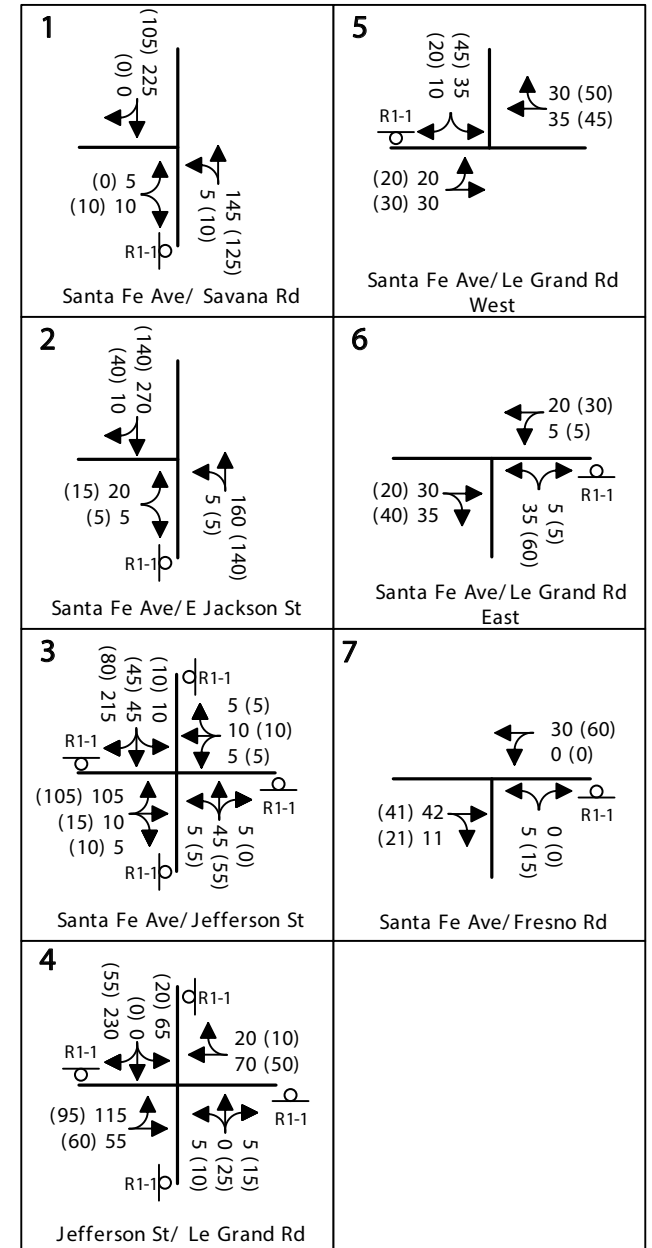 1
(105) 225
(0) 0
(0) 5
(10) 10
145 (125)
5 (10)
R1-1
Santa Fe Ave/ Savana Rd
2
(140) 270
(40) 10
(15) 20
(5) 5
160 (140)
5 (5)
R1-1
Santa Fe Ave/E Jackson St
3
(10) 10
(45) 45
(80) 215
R1-1
5 (5)
10 (10)
5 (5)
R1-1
(105) 105
(15) 10
(10) 5
5 (0)
45 (55)
5 (5)
R1-1
R1-1
Santa Fe Ave/Jefferson St
4
(20) 65
(0) 0
(55) 230
R1-1
20 (10)
70 (50)
R1-1
(95) 115
(60) 55
5 (15)
0 (25)
5 (10)
R1-1
R1-1
Jefferson St/ Le Grand Rd
5
(45) 35
(20) 10
R1-1
30 (50)
35 (45)
(20) 20
(30) 30
Santa Fe Ave/Le Grand Rd
West
6
20 (30)
5 (5)
(20) 30
(40) 35
5 (5)
35 (60)
R1-1
Santa Fe Ave/Le Grand Rd
East
7
30 (60)
0 (0)
(41) 42
(21) 11
0 (0)
5 (15)
R1-1
Santa Fe Ave/Fresno Rd